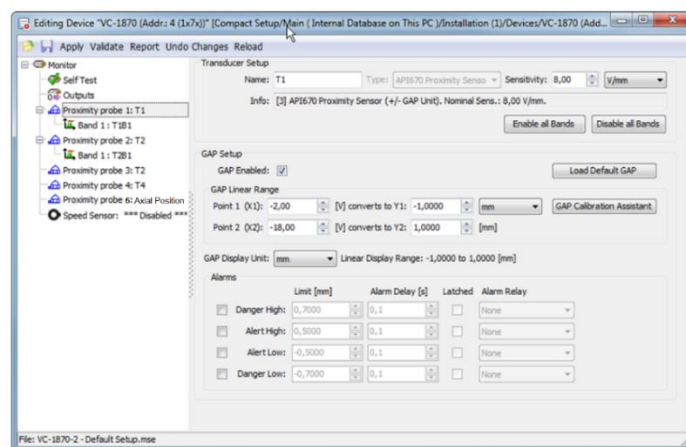 Editing Device "VC-1870 (Addr.: 4 (1x7x))" [Compact Setup/Main ( Internal Database on This PC )/Installation (1)/Devices/VC-1870 (Add...
Apply Validate Report Undo Changes Reload
Monitor
Self Test
Outputs
Proximity probe 1: T1
Band 1 : T1B1
Proximity probe 2: T2
Band 1 : T2B1
Proximity probe 3: T2
Proximity probe 4: T4
Proximity probe 6: Axial Position
Speed Sensor: *** Disabled ***
Transducer Setup
Name: T1 Type: API670 Proximity Senso Sensitivity: 8,00 V/mm
Info: [3] API670 Proximity Sensor (+/- GAP Unit). Nominal Sens.: 8,00 V/mm.
Enable all Bands Disable all Bands
GAP Setup
GAP Enabled: Load Default GAP
GAP Linear Range
Point 1 (X1): -2,00 [V] converts to Y1: -1,0000 mm GAP Calibration Assistant
Point 2 (X2): -18,00 [V] converts to Y2: 1,0000 [mm]
GAP Display Unit: mm Linear Display Range: -1,0000 to 1,0000 [mm]
Alarms
Limit [mm] Alarm Delay [s] Latched Alarm Relay
Danger High: 0,7000 0,1 None
Alert High: 0,5000 0,1 None
Alert Low: -0,5000 0,1 None
Danger Low: -0,7000 0,1 None
File: VC-1870-2 - Default Setup.mse